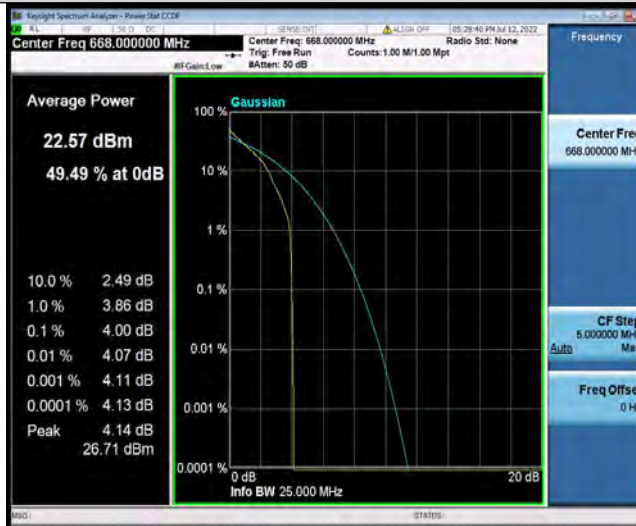 Keysight Spectrum Analyzer - Power Stat CCDF
RL RF 50 Ω DC SENSE:INT ALIGN OFF 05:28:40 PM Jul 12, 2022
Center Freq 668.000000 MHz
Center Freq: 668.000000 MHz Radio Std: None
Trig: Free Run Counts:1.00 M/1.00 Mpt
#IFGain:Low #Atten: 50 dB
Frequency
Average Power
22.57 dBm
49.49 % at 0dB
10.0 % 2.49 dB
1.0 % 3.86 dB
0.1 % 4.00 dB
0.01 % 4.07 dB
0.001 % 4.11 dB
0.0001 % 4.13 dB
Peak 4.14 dB
26.71 dBm
Gaussian
100 %
10 %
1 %
0.1 %
0.01 %
0.001 %
0.0001 %
0 dB 20 dB
Info BW 25.000 MHz
Center Fre
668.000000 MH
CF Step
5.000000 MH
Auto Ma
Freq Offse
0 H
MSG STATUS